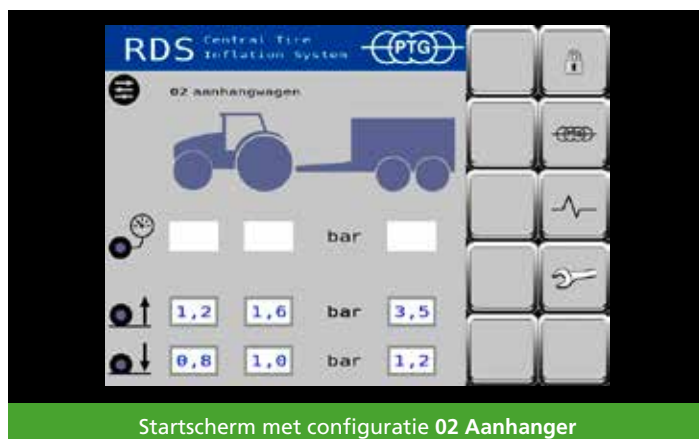 RDS Central Tire Inflation System PTG
02 aanhangwagen
bar
1,2 1,6 bar 3,5
0,8 1,0 bar 1,2
Startscherm met configuratie 02 Aanhanger